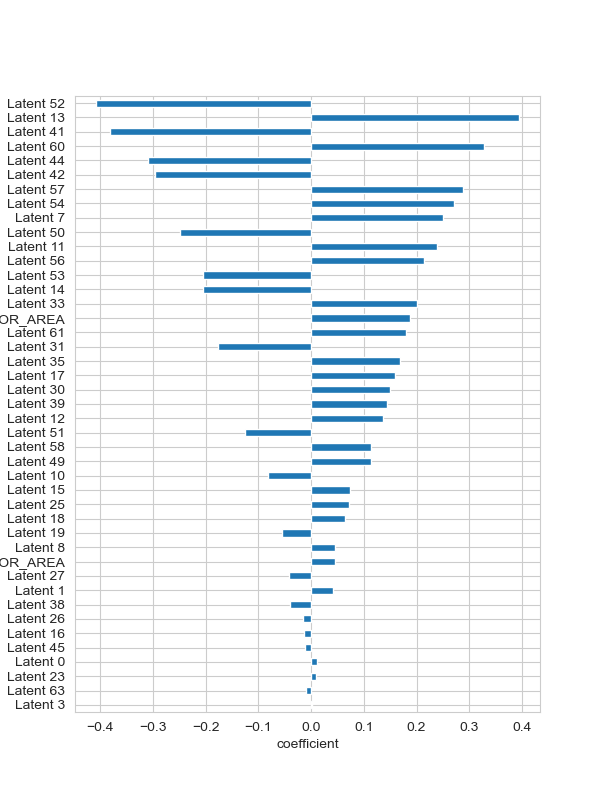 Latent 52
Latent 13
Latent 41
Latent 60
Latent 44
Latent 42
Latent 57
Latent 54
Latent 7
Latent 50
Latent 11
Latent 56
Latent 53
Latent 14
Latent 33
OR_AREA
Latent 61
Latent 31
Latent 35
Latent 17
Latent 30
Latent 39
Latent 12
Latent 51
Latent 58
Latent 49
Latent 10
Latent 15
Latent 25
Latent 18
Latent 19
Latent 8
OR_AREA
Latent 27
Latent 1
Latent 38
Latent 26
Latent 16
Latent 45
Latent 0
Latent 23
Latent 63
Latent 3
−0.4 −0.3 −0.2 −0.1 0.0 0.1 0.2 0.3 0.4
coefficient